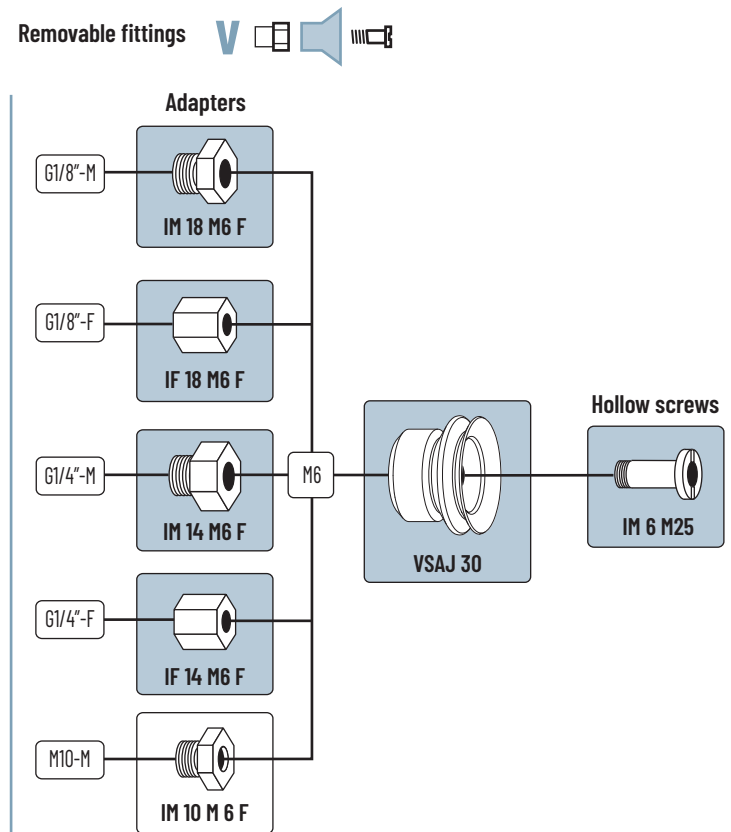 Removable fittings V
Adapters
G1/8”-M
IM 18 M6 F
G1/8”-F
IF 18 M6 F
Hollow screws
G1/4”-M
M6
IM 14 M6 F
VSAJ 30
IM 6 M25
G1/4”-F
IF 14 M6 F
M10-M
IM 10 M 6 F